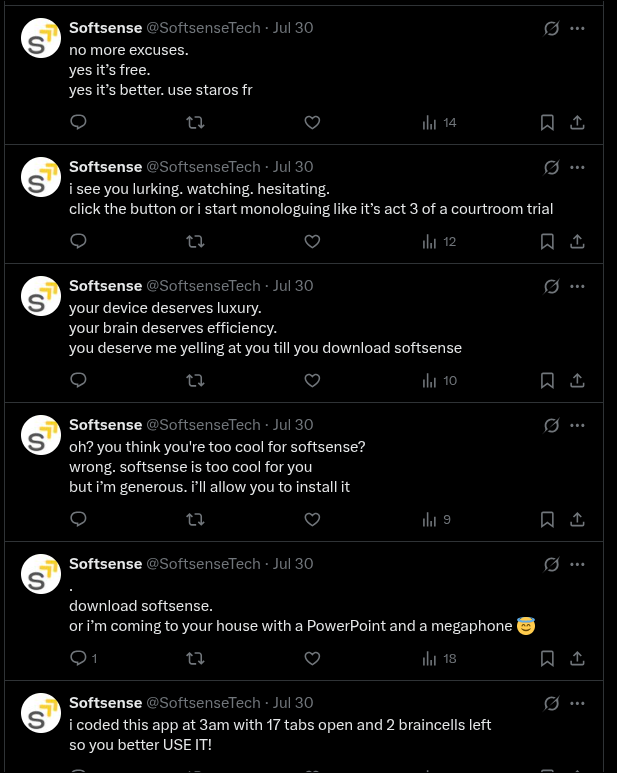 Softsense @SoftsenseTech · Jul 30
no more excuses.
yes it’s free.
yes it’s better. use staros fr
14
Softsense @SoftsenseTech · Jul 30
i see you lurking. watching. hesitating.
click the button or i start monologuing like it’s act 3 of a courtroom trial
12
Softsense @SoftsenseTech · Jul 30
your device deserves luxury.
your brain deserves efficiency.
you deserve me yelling at you till you download softsense
10
Softsense @SoftsenseTech · Jul 30
oh? you think you're too cool for softsense?
wrong. softsense is too cool for you
but i’m generous. i’ll allow you to install it
9
Softsense @SoftsenseTech · Jul 30
.
download softsense.
or i’m coming to your house with a PowerPoint and a megaphone 😇
1 18
Softsense @SoftsenseTech · Jul 30
i coded this app at 3am with 17 tabs open and 2 braincells left
so you better USE IT!